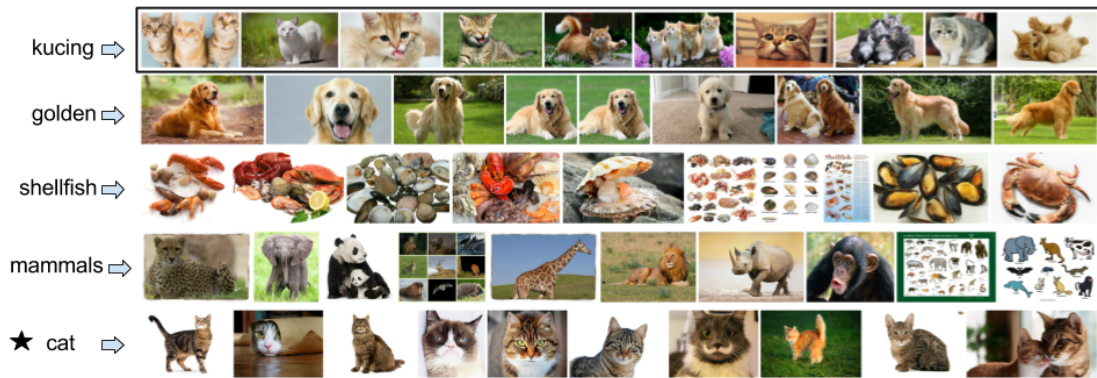 kucing
golden
shellfish
mammals
★ cat